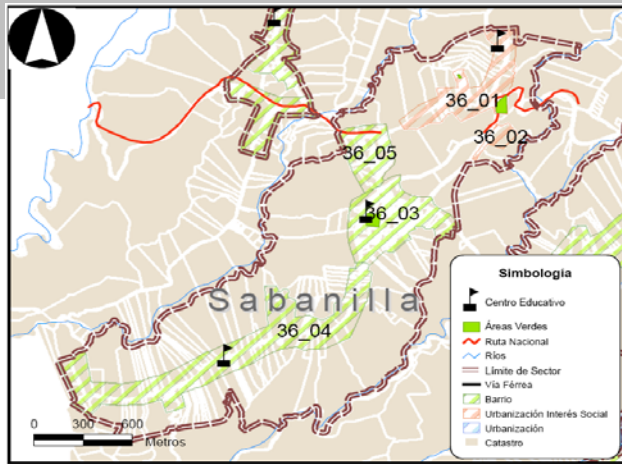 36_01
36_02
36_05
36_03
Sabanilla
36_04
Simbología
Centro Educativo
Áreas Verdes
Ruta Nacional
Ríos
Límite de Sector
Vía Férrea
Barrio
Urbanización Interés Social
Urbanización
Catastro
0 300 600
Metros